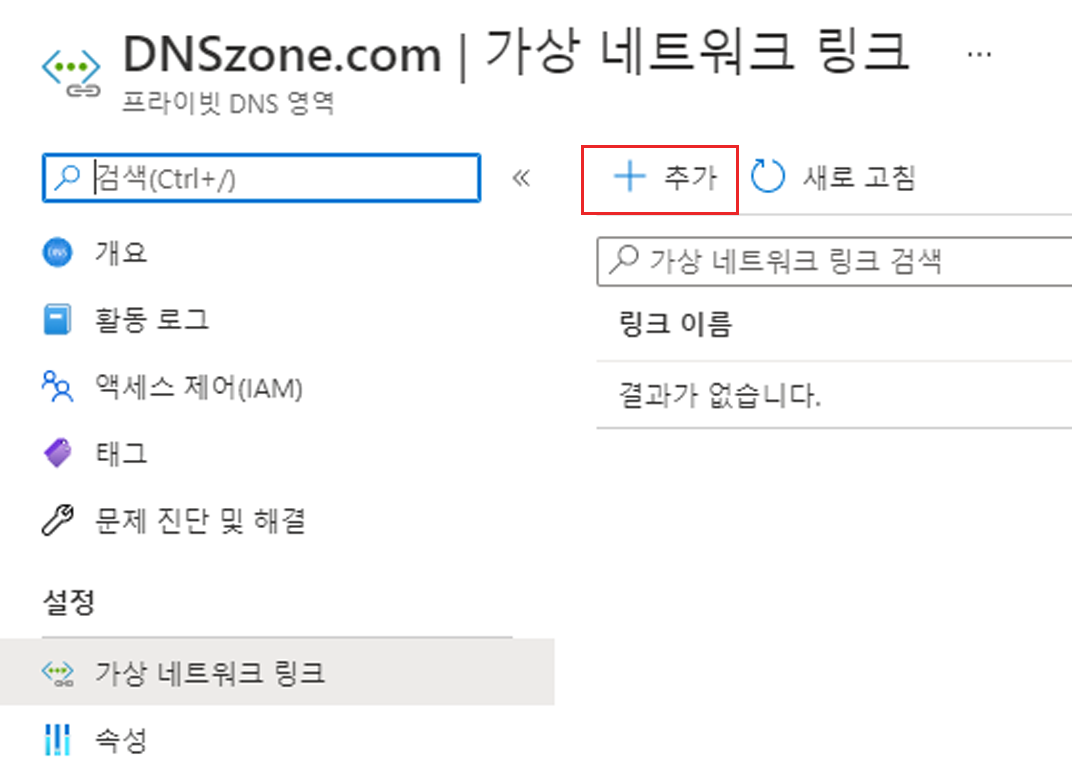 DNSzone.com | 가상 네트워크 링크 ...
프라이빗 DNS 영역
검색(Ctrl+/)
«
추가
새로 고침
DNS 개요
활동 로그
액세스 제어(IAM)
태그
문제 진단 및 해결
설정
가상 네트워크 링크
속성
가상 네트워크 링크 검색
링크 이름
결과가 없습니다.